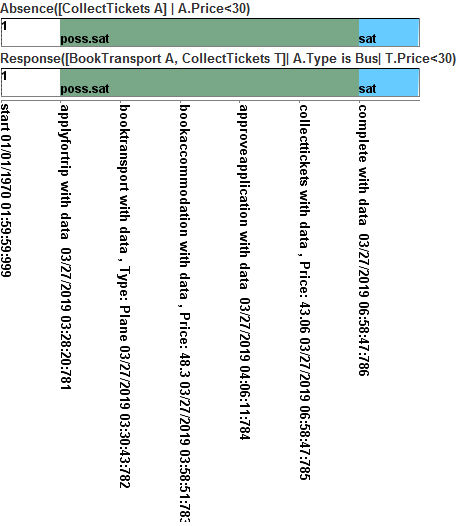 Absence([CollectTickets A] | A.Price<30)
1
poss.sat
sat
Response([BookTransport A, CollectTickets T]| A.Type is Bus| T.Price<30)
1
poss.sat
sat
start 01/01/1970 01:59:59:999
applyfortrip with data 03/27/2019 03:28:20:781
booktransport with data , Type: Plane 03/27/2019 03:30:43:782
bookaccommodation with data , Price: 48.3 03/27/2019 03:58:51:783
approveapplication with data 03/27/2019 04:06:11:784
collecttickets with data , Price: 43.06 03/27/2019 06:58:47:785
complete with data 03/27/2019 06:58:47:786